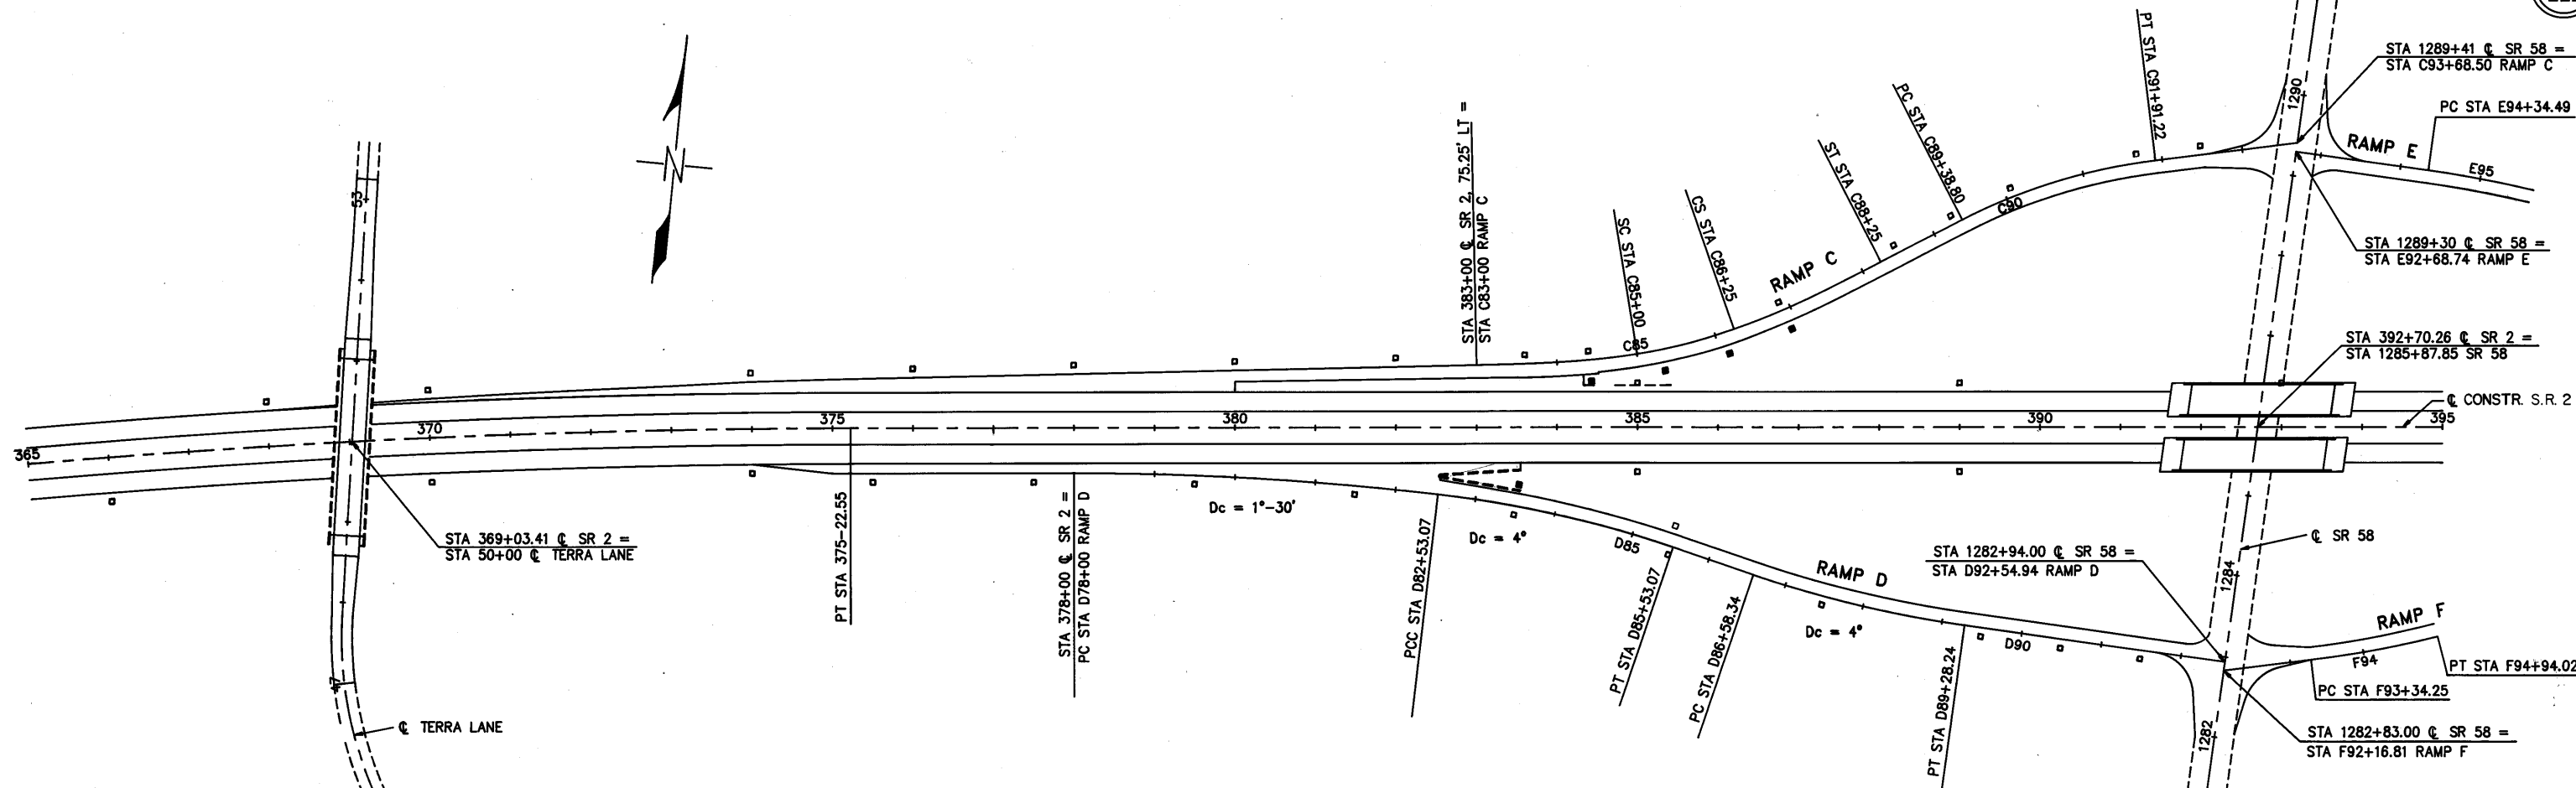 STA 1289+41 ℄ SR 58 =
STA C93+68.50 RAMP C
PC STA E94+34.49
RAMP E
E95
1290
STA 1289+30 ℄ SR 58 =
STA E92+68.74 RAMP E
PT STA C91+91.22
PC STA C89+38.80
C90
ST STA C88+25
RAMP C
CS STA C86+25
SC STA C85+00
C85
STA 383+00 ℄ SR 2, 75.25' LT =
STA C83+00 RAMP C
N
53
STA 392+70.26 ℄ SR 2 =
STA 1285+87.85 SR 58
℄ CONSTR. S.R. 2
365
370
375
380
385
390
395
STA 369+03.41 ℄ SR 2 =
STA 50+00 ℄ TERRA LANE
PT STA 375-22.55
STA 378+00 ℄ SR 2 =
PC STA D78+00 RAMP D
Dc = 1°-30'
PCC STA D82+53.07
Dc = 4°
D85
PT STA D85+53.07
PC STA D86+58.34
RAMP D
Dc = 4°
PT STA D89+28.24
D90
STA 1282+94.00 ℄ SR 58 =
STA D92+54.94 RAMP D
℄ SR 58
1284
RAMP F
F94
PT STA F94+94.02
PC STA F93+34.25
1282
STA 1282+83.00 ℄ SR 58 =
STA F92+16.81 RAMP F
47
℄ TERRA LANE